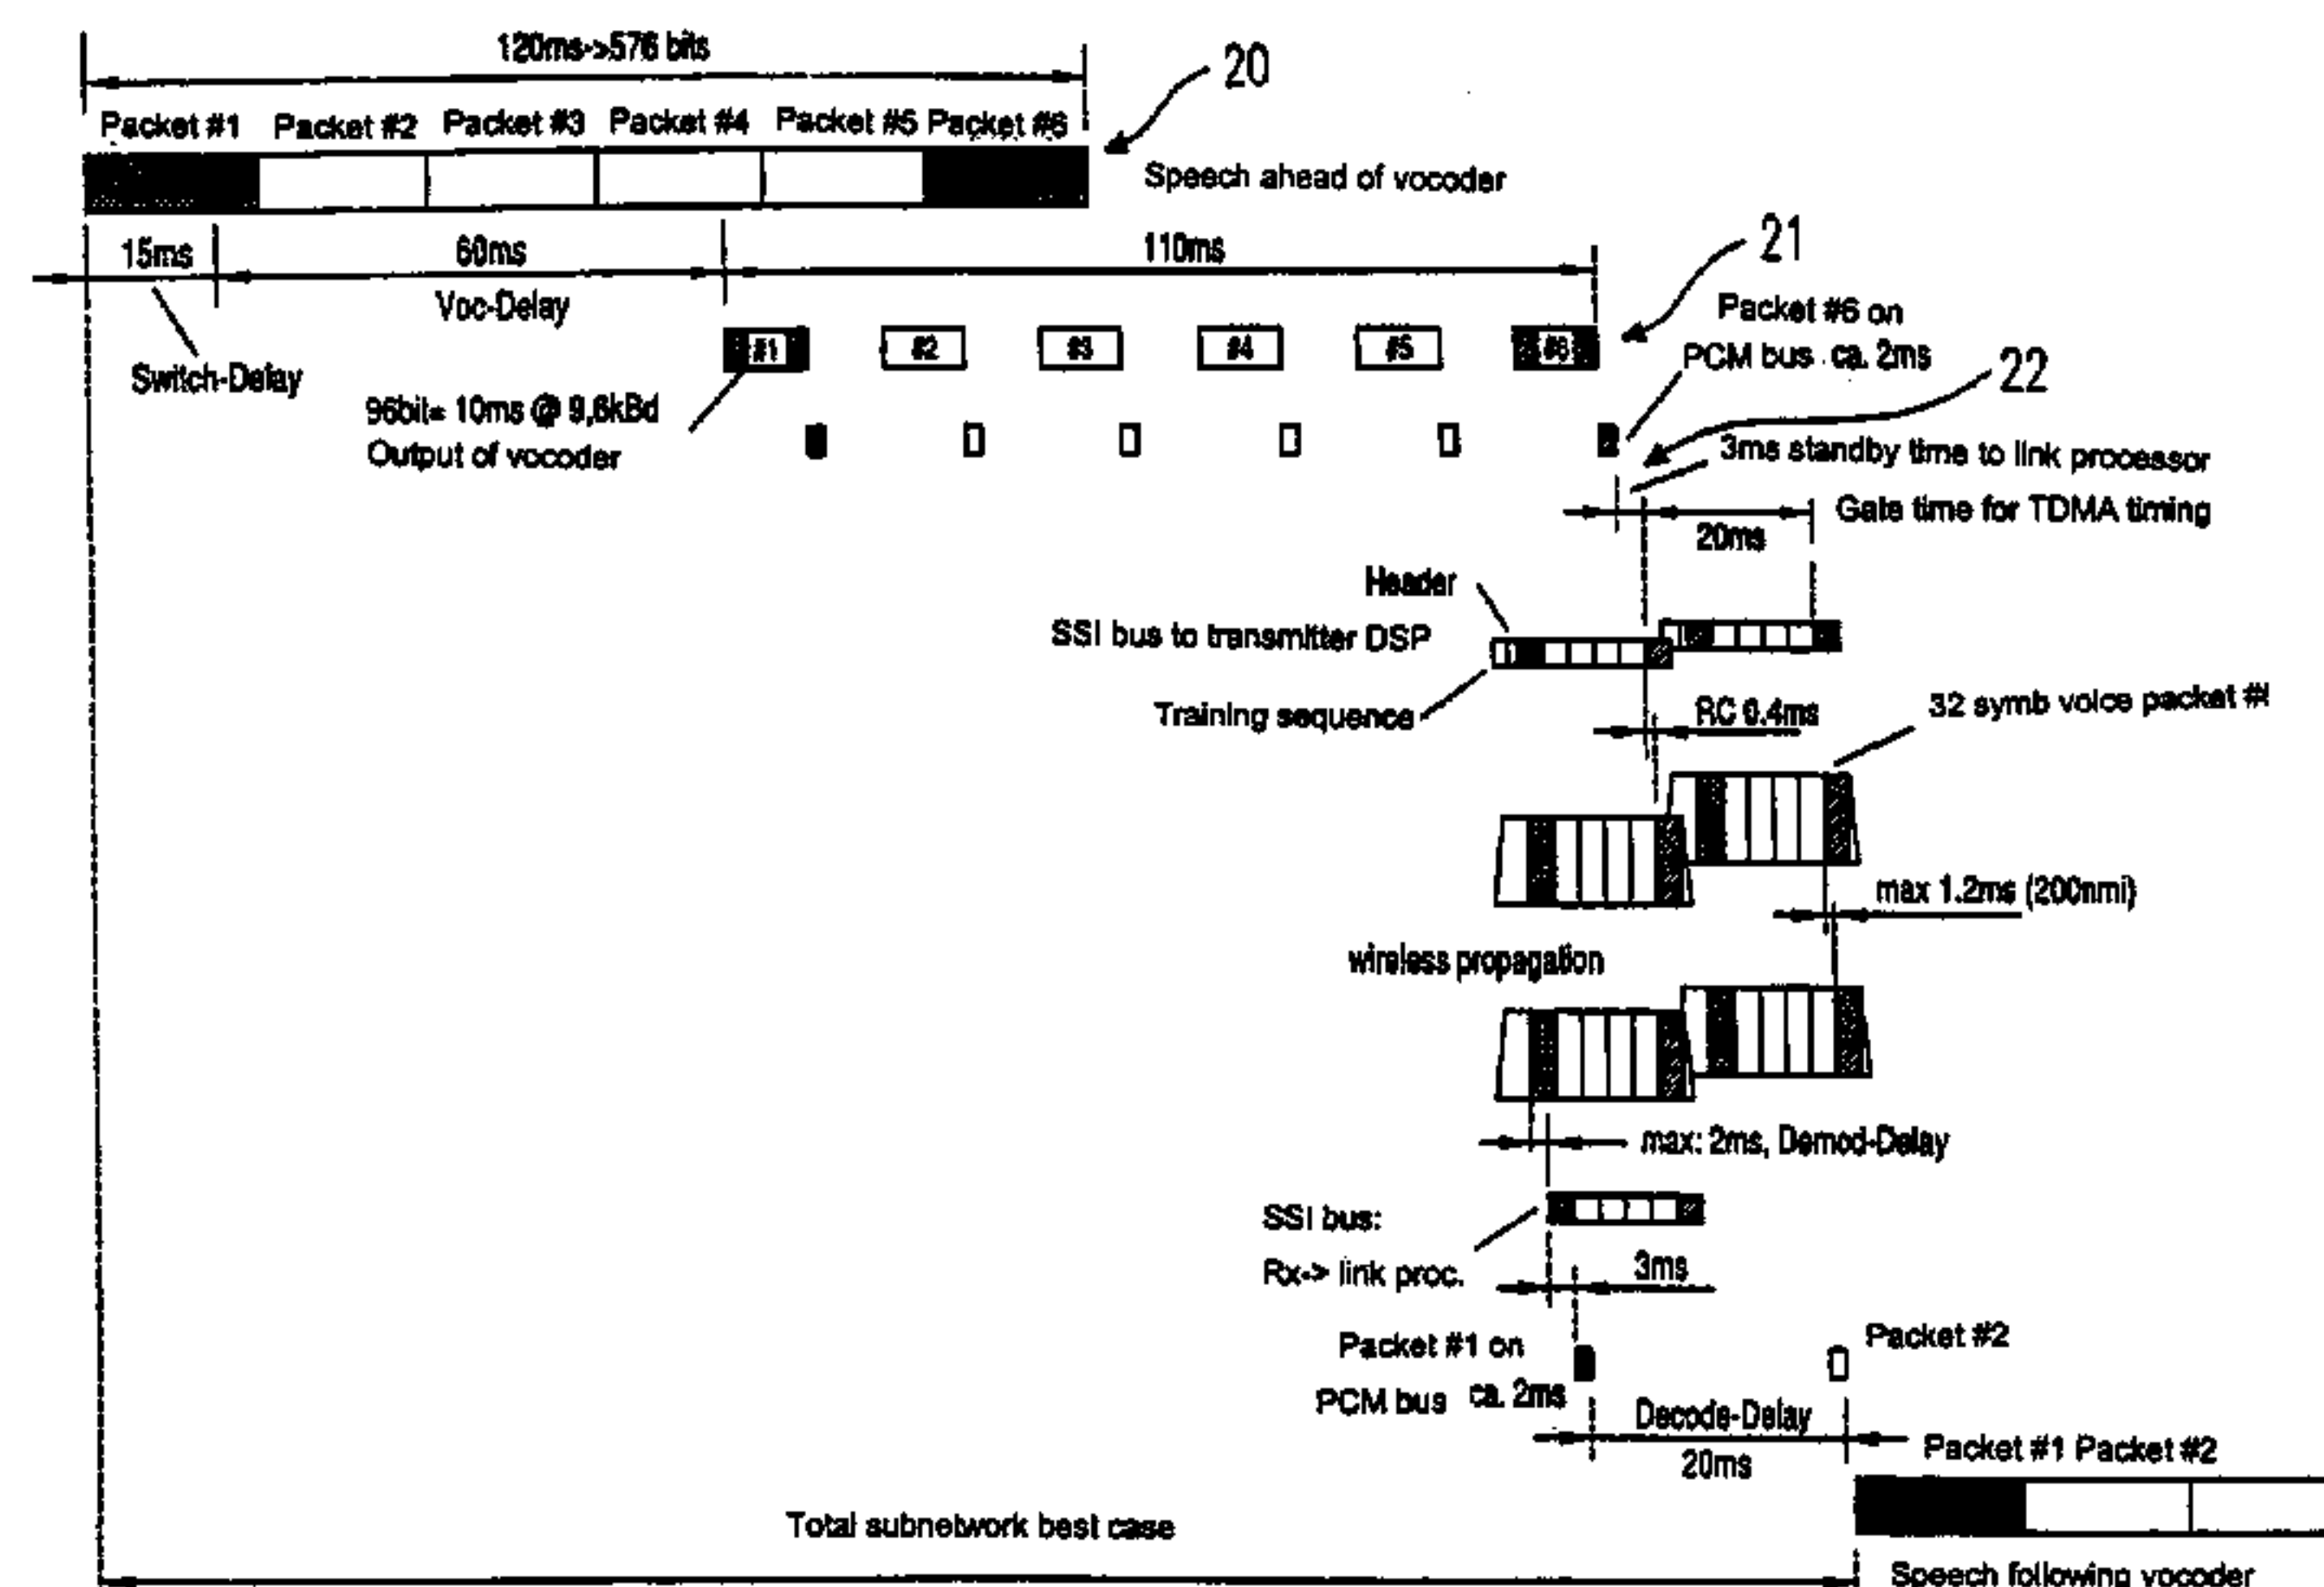 120ms->576 bits
20
Packet #1 Packet #2 Packet #3 Packet #4 Packet #5 Packet #6
Speech ahead of vocoder
15ms
60ms
110ms
21
Voc-Delay
Switch-Delay
#1
#2
#3
#4
#5
#6
Packet #6 on
PCM bus ca. 2ms
22
96bit= 10ms @ 9,6kBd
Output of vocoder
3ms standby time to link processor
Gate time for TDMA timing
20ms
Header
SSI bus to transmitter DSP
Training sequence
RC 0.4ms
32 symb voice packet #
max 1.2ms (200nmi)
wireless propagation
max: 2ms, Demod-Delay
SSI bus:
Rx-> link proc.
3ms
Packet #1 on
PCM bus ca. 2ms
Packet #2
Decode-Delay
20ms
Packet #1 Packet #2
Total subnetwork best case
Speech following vocoder